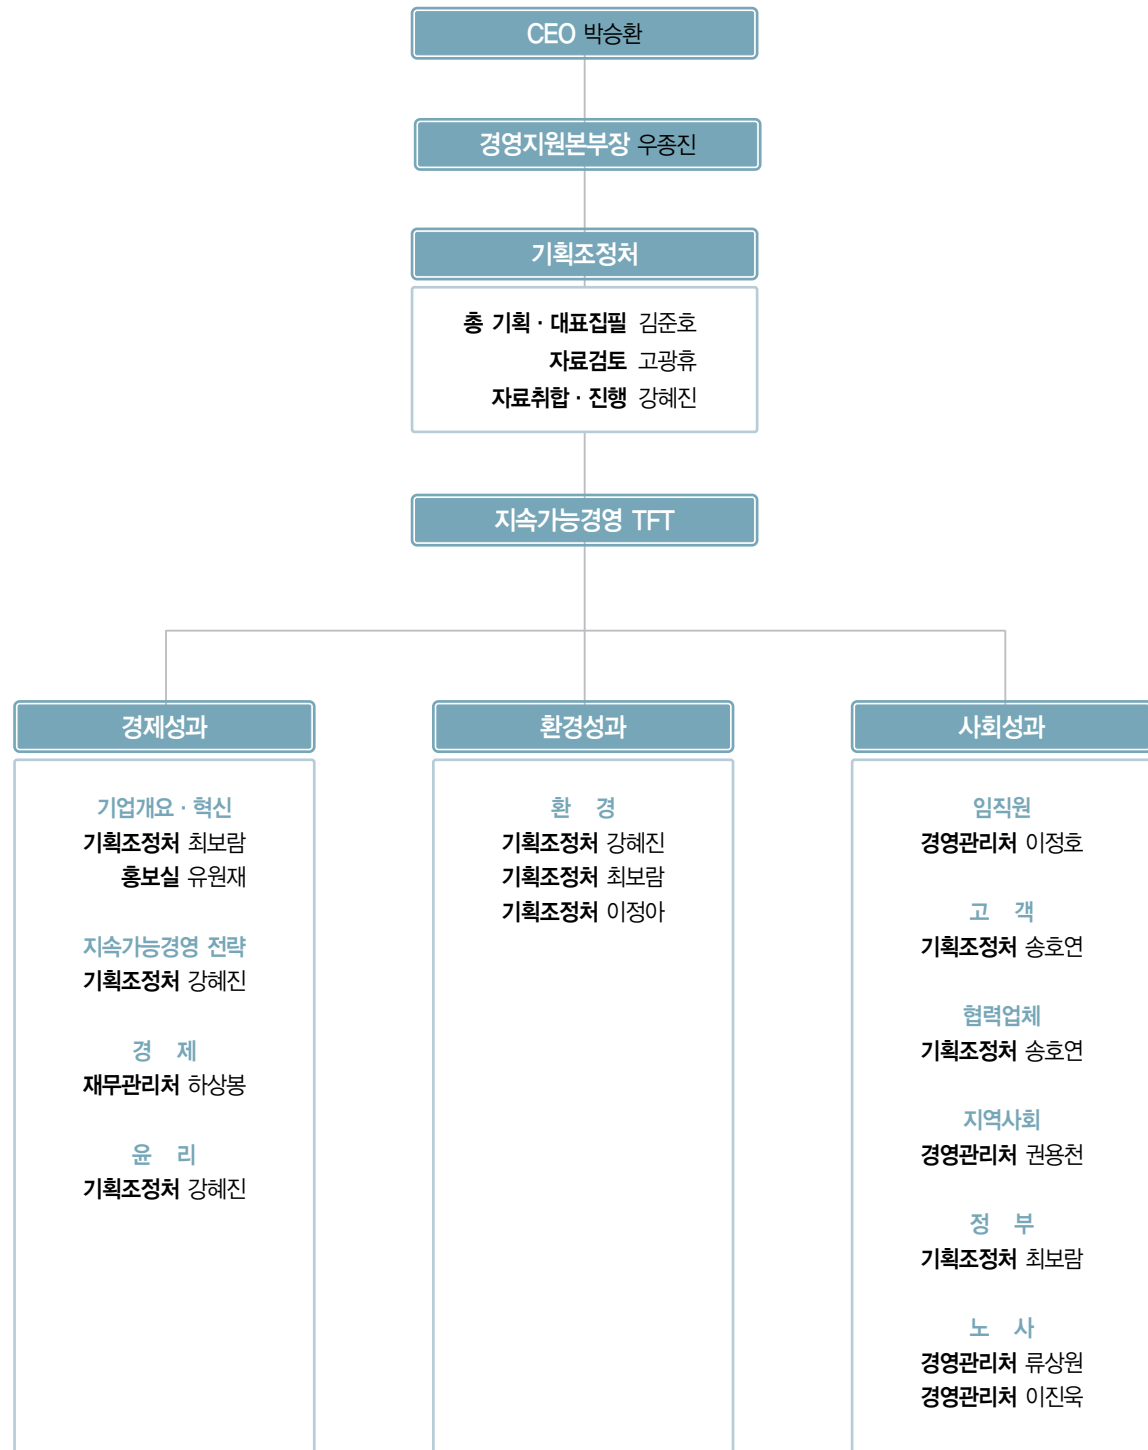 CEO 박승환
경영지원본부장 우종진
기획조정처
총 기획 · 대표집필 김준호
자료검토 고광휴
자료취합 · 진행 강혜진
지속가능경영 TFT
경제성과
기업개요 · 혁신
기획조정처 최보람
홍보실 유원재
지속가능경영 전략
기획조정처 강혜진
경 제
재무관리처 하상봉
윤 리
기획조정처 강혜진
환경성과
환 경
기획조정처 강혜진
기획조정처 최보람
기획조정처 이정아
사회성과
임직원
경영관리처 이정호
고 객
기획조정처 송호연
협력업체
기획조정처 송호연
지역사회
경영관리처 권용천
정 부
기획조정처 최보람
노 사
경영관리처 류상원
경영관리처 이진욱